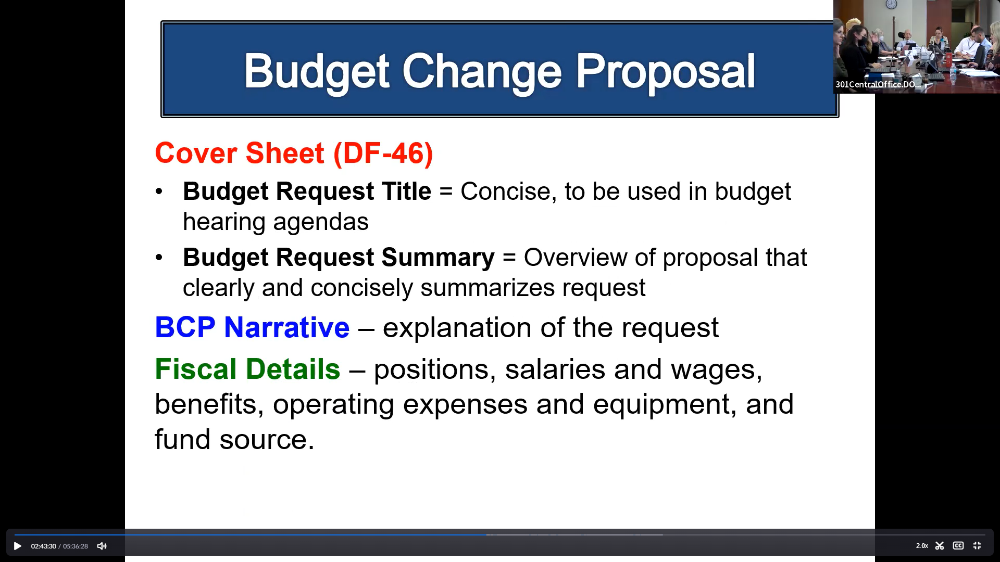 Budget Change Proposal
301CentralOffice.DO...
Cover Sheet (DF-46)
• Budget Request Title = Concise, to be used in budget
hearing agendas
• Budget Request Summary = Overview of proposal that
clearly and concisely summarizes request
BCP Narrative – explanation of the request
Fiscal Details – positions, salaries and wages,
benefits, operating expenses and equipment, and
fund source.
02:43:30 / 05:36:28
2.0x
CC